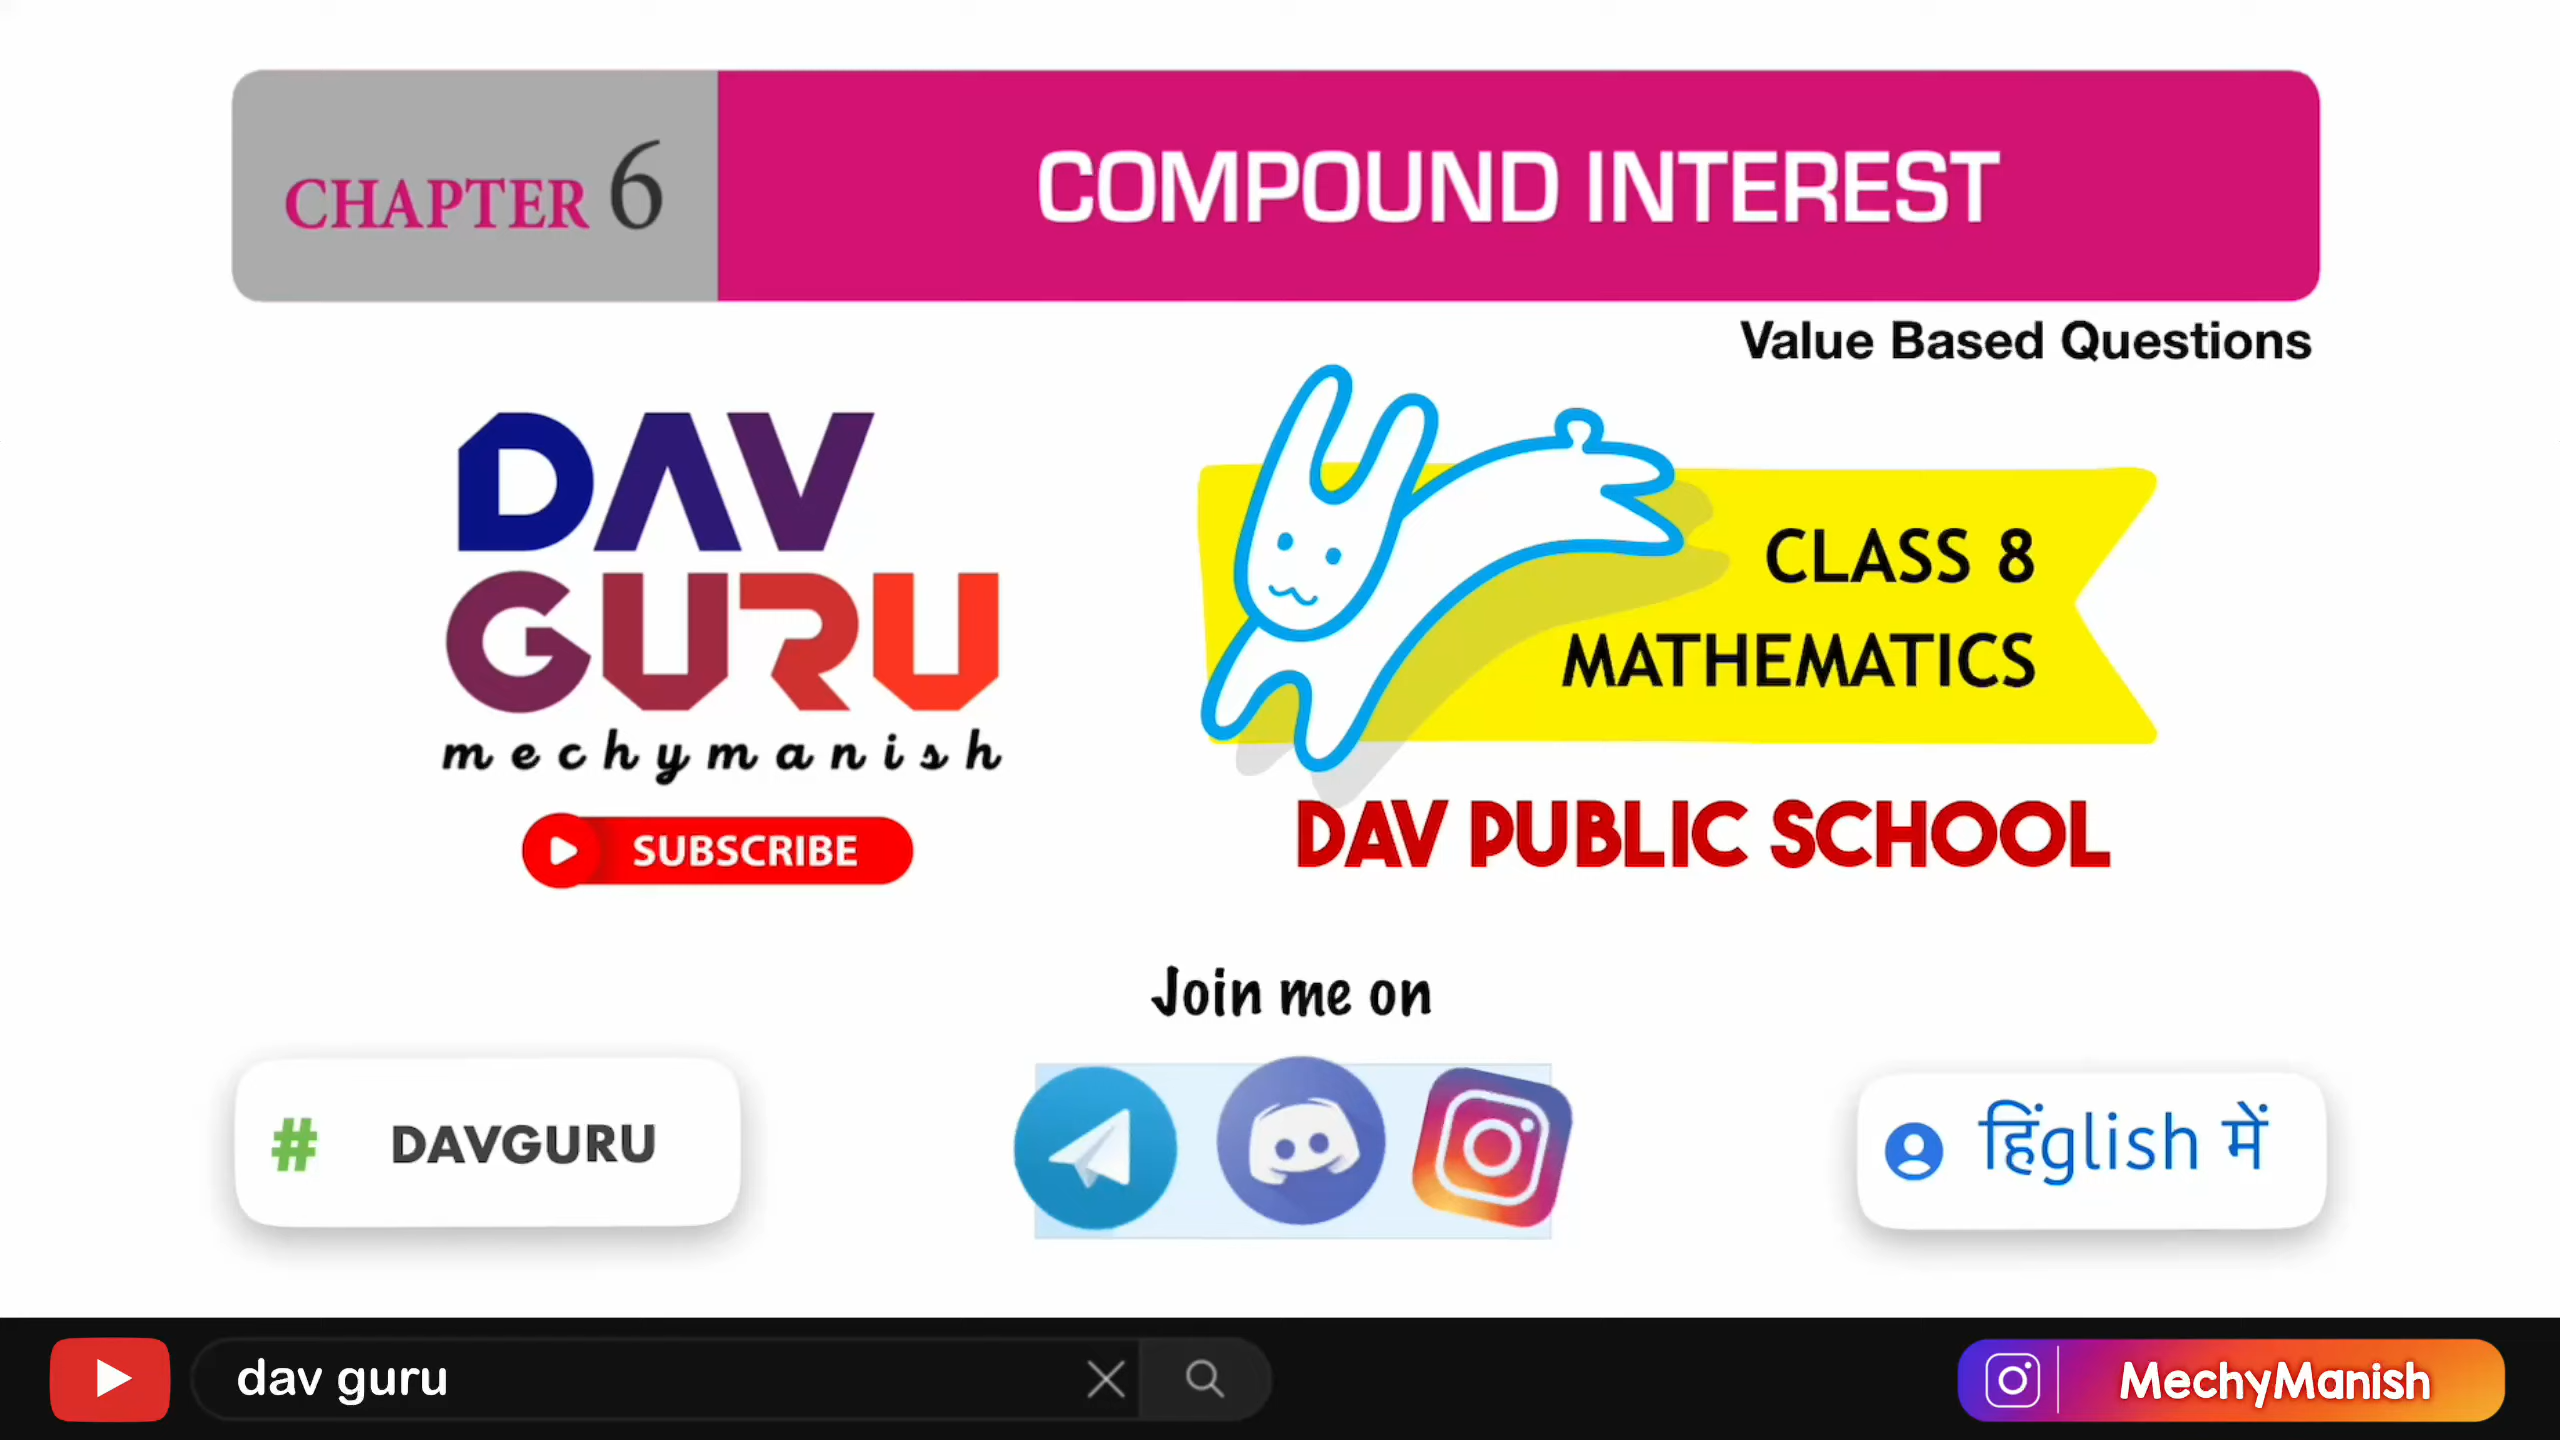 CHAPTER 6
COMPOUND INTEREST
Value Based Questions
DAV
GURU
mechymanish
SUBSCRIBE
CLASS 8
MATHEMATICS
DAV PUBLIC SCHOOL
Join me on
# DAVGURU
हिंglish में
dav guru
MechyManish